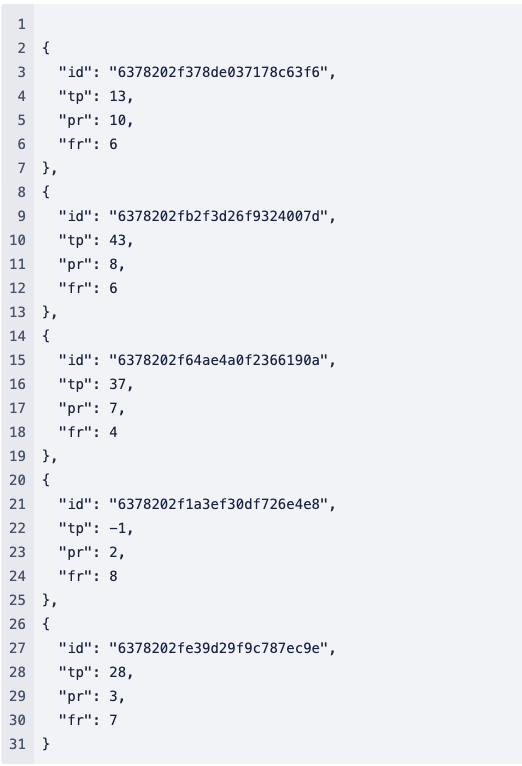 1
2 {
3   "id": "6378202f378de037178c63f6",
4   "tp": 13,
5   "pr": 10,
6   "fr": 6
7 },
8 {
9   "id": "6378202fb2f3d26f9324007d",
10   "tp": 43,
11   "pr": 8,
12   "fr": 6
13 },
14 {
15   "id": "6378202f64ae4a0f2366190a",
16   "tp": 37,
17   "pr": 7,
18   "fr": 4
19 },
20 {
21   "id": "6378202f1a3ef30df726e4e8",
22   "tp": -1,
23   "pr": 2,
24   "fr": 8
25 },
26 {
27   "id": "6378202fe39d29f9c787ec9e",
28   "tp": 28,
29   "pr": 3,
30   "fr": 7
31 }